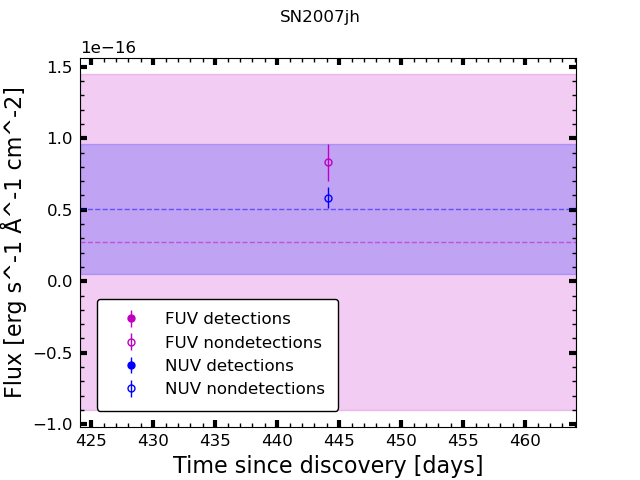 SN2007jh
1e−16
1.5
1.0
0.5
0.0
−0.5
−1.0
Flux [erg s^-1 Å^-1 cm^-2]
FUV detections
FUV nondetections
NUV detections
NUV nondetections
425 430 435 440 445 450 455 460
Time since discovery [days]